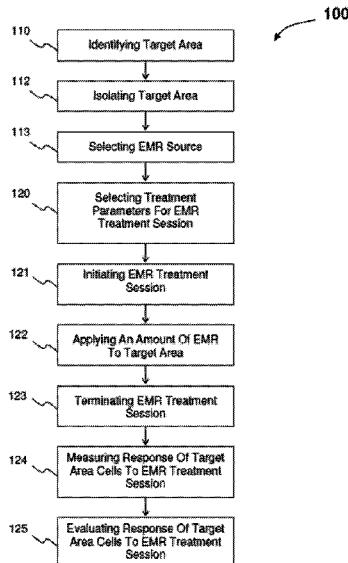 100
110
Identifying Target Area
112
Isolating Target Area
113
Selecting EMR Source
120
Selecting Treatment
Parameters For EMR
Treatment Session
121
Initiating EMR Treatment
Session
122
Applying An Amount Of EMR
To Target Area
123
Terminating EMR Treatment
Session
124
Measuring Response Of Target
Area Cells To EMR Treatment
Session
125
Evaluating Response Of Target
Area Cells To EMR Treatment
Session